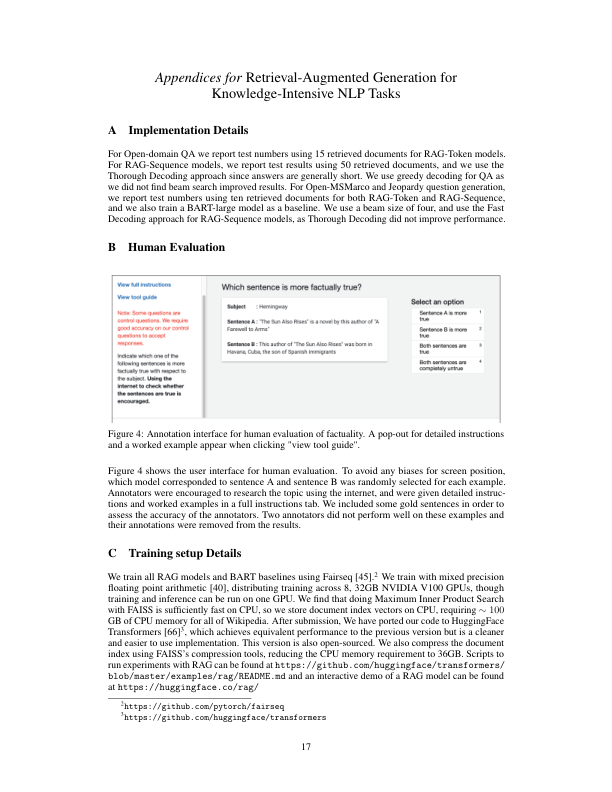 Appendices for Retrieval-Augmented Generation for
Knowledge-Intensive NLP Tasks
A Implementation Details
For Open-domain QA we report test numbers using 15 retrieved documents for RAG-Token models.
For RAG-Sequence models, we report test results using 50 retrieved documents, and we use the
Thorough Decoding approach since answers are generally short. We use greedy decoding for QA as
we did not find beam search improved results. For Open-MSMarco and Jeopardy question generation,
we report test numbers using ten retrieved documents for both RAG-Token and RAG-Sequence,
and we also train a BART-large model as a baseline. We use a beam size of four, and use the Fast
Decoding approach for RAG-Sequence models, as Thorough Decoding did not improve performance.
B Human Evaluation
View full instructions
View tool guide
Note: Some questions are
control questions. We require
good accuracy on our control
questions to accept
responses.
Indicate which one of the
following sentences is more
factually true with respect to
the subject. Using the
internet to check whether
the sentences are true is
encouraged.
Which sentence is more factually true?
Subject : Hemingway
Sentence A : "The Sun Also Rises" is a novel by this author of "A
Farewell to Arms"
Sentence B : This author of "The Sun Also Rises" was born in
Havana, Cuba, the son of Spanish immigrants
Select an option
Sentence A is more 1
true
Sentence B is more 2
true
Both sentences are 3
true
Both sentences are 4
completely untrue
Figure 4: Annotation interface for human evaluation of factuality. A pop-out for detailed instructions
and a worked example appear when clicking "view tool guide".
Figure 4 shows the user interface for human evaluation. To avoid any biases for screen position,
which model corresponded to sentence A and sentence B was randomly selected for each example.
Annotators were encouraged to research the topic using the internet, and were given detailed instruc-
tions and worked examples in a full instructions tab. We included some gold sentences in order to
assess the accuracy of the annotators. Two annotators did not perform well on these examples and
their annotations were removed from the results.
C Training setup Details
We train all RAG models and BART baselines using Fairseq [45].2 We train with mixed precision
floating point arithmetic [40], distributing training across 8, 32GB NVIDIA V100 GPUs, though
training and inference can be run on one GPU. We find that doing Maximum Inner Product Search
with FAISS is sufficiently fast on CPU, so we store document index vectors on CPU, requiring ∼ 100
GB of CPU memory for all of Wikipedia. After submission, We have ported our code to HuggingFace
Transformers [66]3, which achieves equivalent performance to the previous version but is a cleaner
and easier to use implementation. This version is also open-sourced. We also compress the document
index using FAISS's compression tools, reducing the CPU memory requirement to 36GB. Scripts to
run experiments with RAG can be found at https://github.com/huggingface/transformers/
blob/master/examples/rag/README.md and an interactive demo of a RAG model can be found
at https://huggingface.co/rag/
2https://github.com/pytorch/fairseq
3https://github.com/huggingface/transformers
17